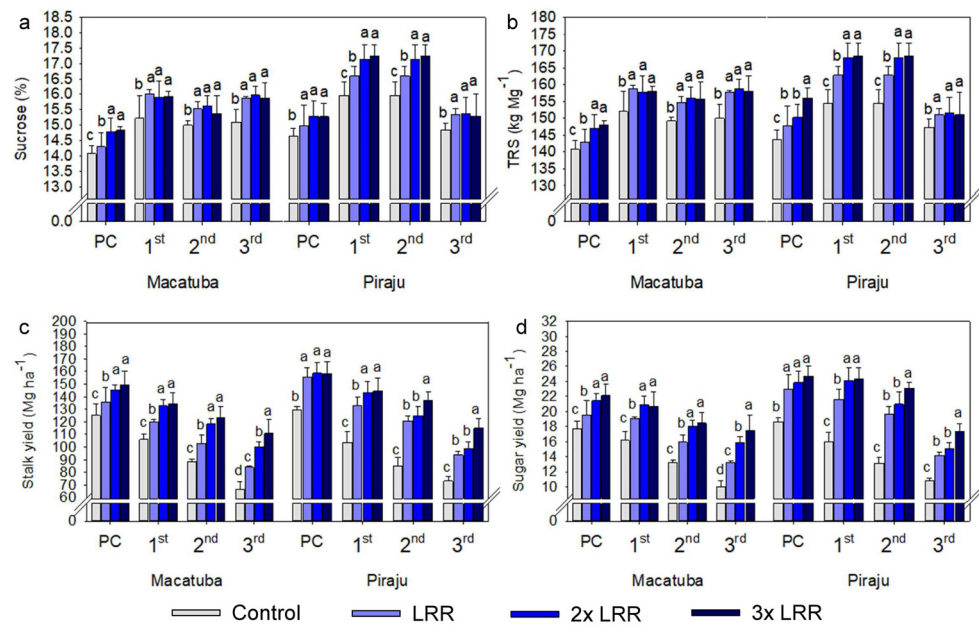 a
Sucrose (%)
18.5
18.0
17.5
17.0
16.5
16.0
15.5
15.0
14.5
14.0
13.5
13.0
0.0
c b a a b a a a b a a a b a a a b a a a c b a a c b a a b a a a
PC 1st 2nd 3rd PC 1st 2nd 3rd
Macatuba Piraju
b
TRS (kg Mg⁻¹)
180
175
170
165
160
155
150
145
140
135
130
0
c b a a b a a a b a a a b a a a c b b a c b a a c b a a b a a a
PC 1st 2nd 3rd PC 1st 2nd 3rd
Macatuba Piraju
c
Stalk yield (Mg ha⁻¹)
200
190
180
170
160
150
140
130
120
110
100
90
80
70
60
0
c b a a c b a a c b a a d c b a b a a a c b a a c b b a c b b a
PC 1st 2nd 3rd PC 1st 2nd 3rd
Macatuba Piraju
d
Sugar yield (Mg ha⁻¹)
32
30
28
26
24
22
20
18
16
14
12
10
0
c b a a c b a a c b a a d c b a b a a a c b a a c b b a c b b a
PC 1st 2nd 3rd PC 1st 2nd 3rd
Macatuba Piraju
Control LRR 2x LRR 3x LRR